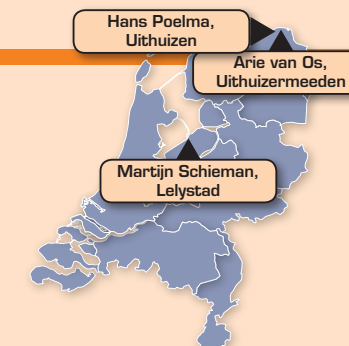 Hans Poelma,
Uithuizen
Arie van Os,
Uithuizermeeden
Martijn Schieman,
Lelystad